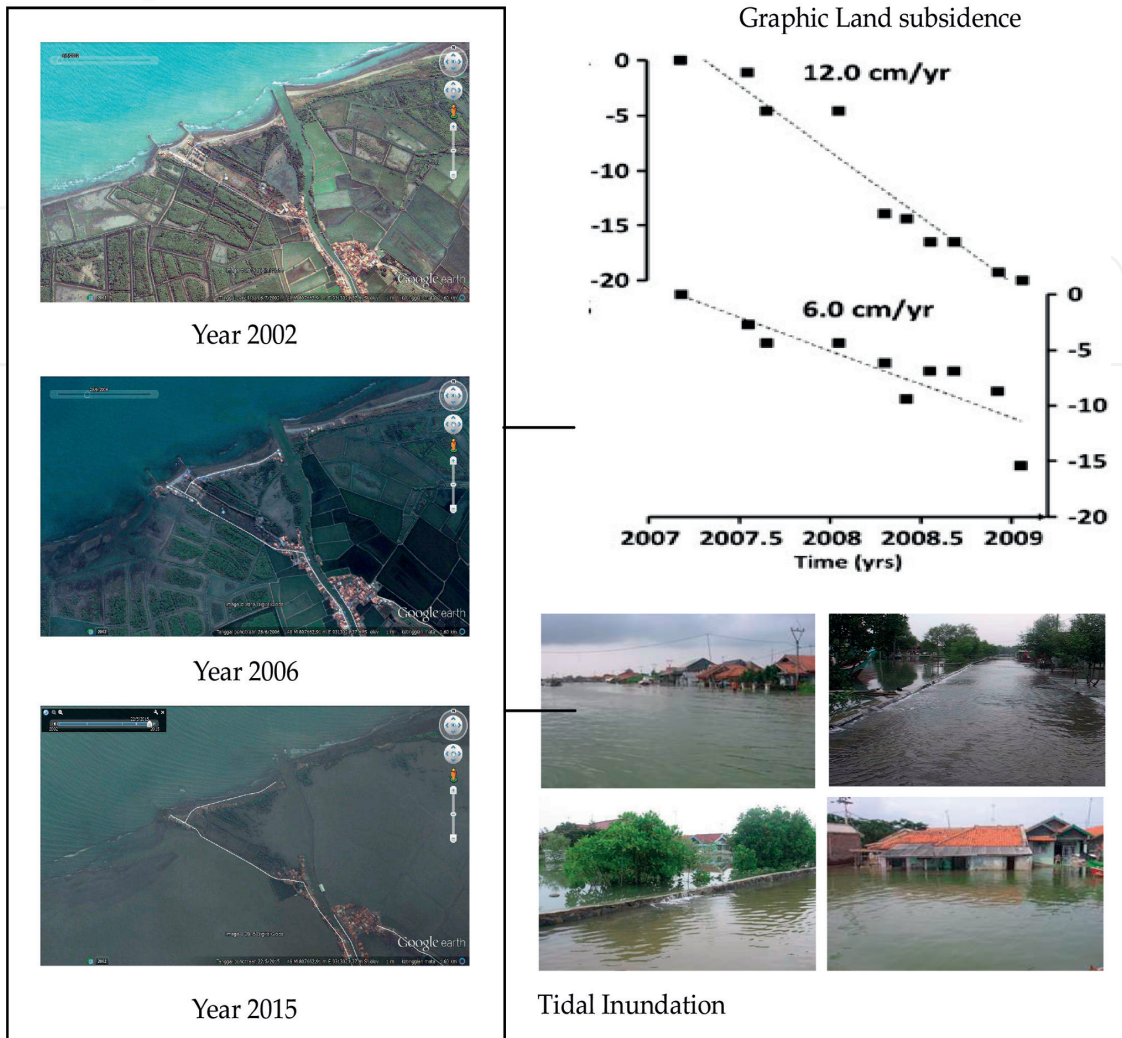 Graphic Land subsidence
Google earth
Year 2002
Google earth
Year 2006
2002
2015
Google earth
Year 2015
0
-5
-10
-15
-20
12.0 cm/yr
6.0 cm/yr
0
-5
-10
-15
-20
2007
2007.5
2008
2008.5
2009
Time (yrs)
Tidal Inundation